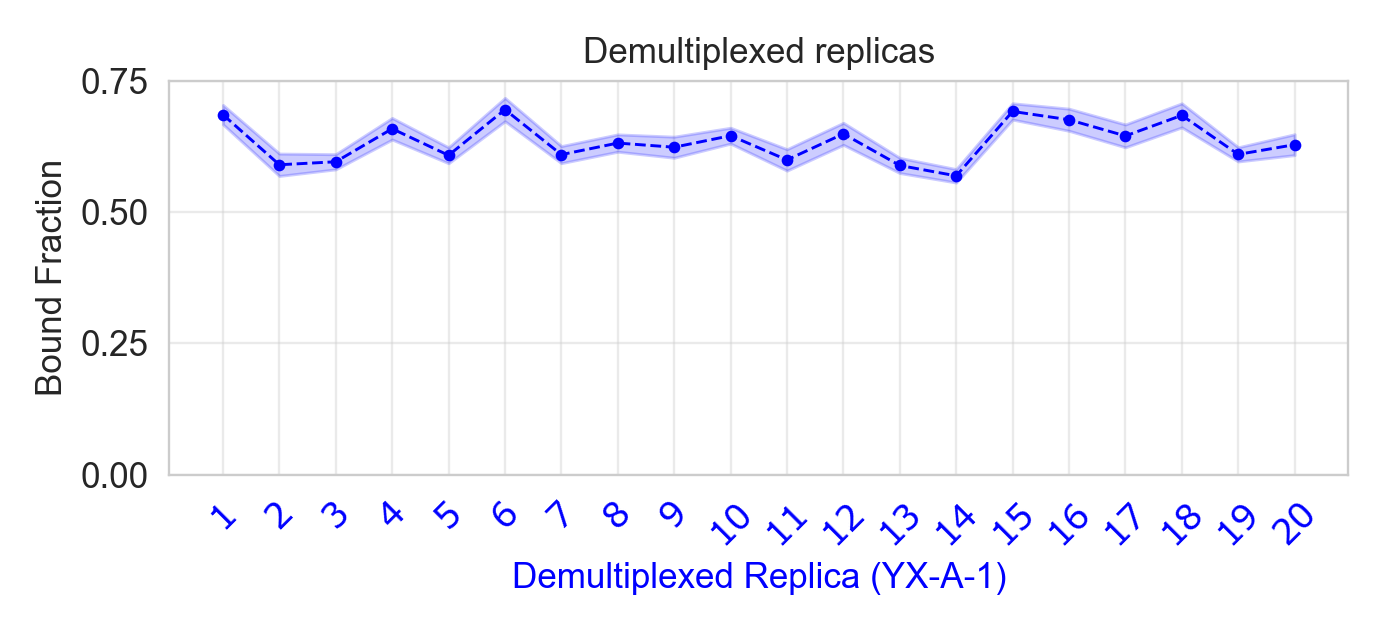 Demultiplexed replicas
0.75
0.50
0.25
0.00
Bound Fraction
1 2 3 4 5 6 7 8 9 10 11 12 13 14 15 16 17 18 19 20
Demultiplexed Replica (YX-A-1)